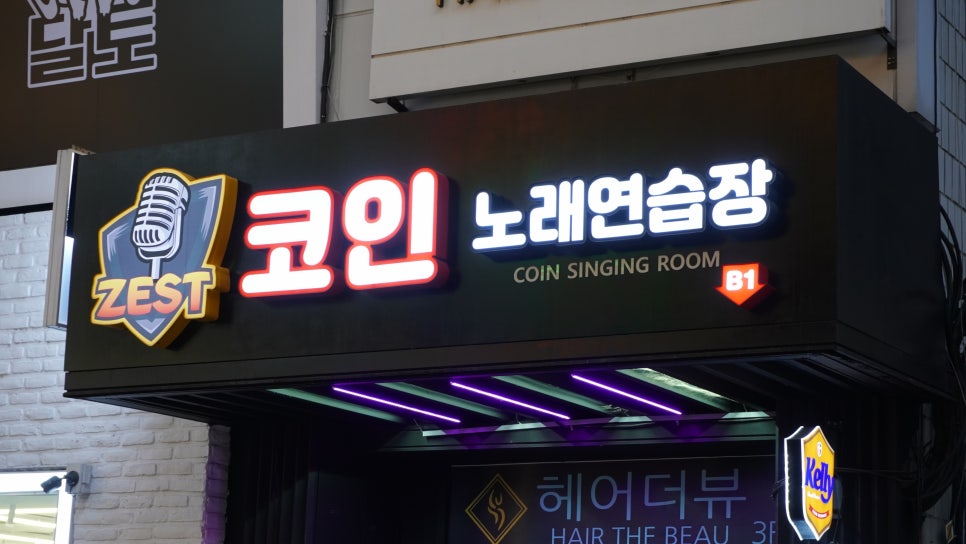 ZEST
코인 노래연습장
COIN SINGING ROOM
B1
헤어더뷰
HAIR THE BEAU
Kelly